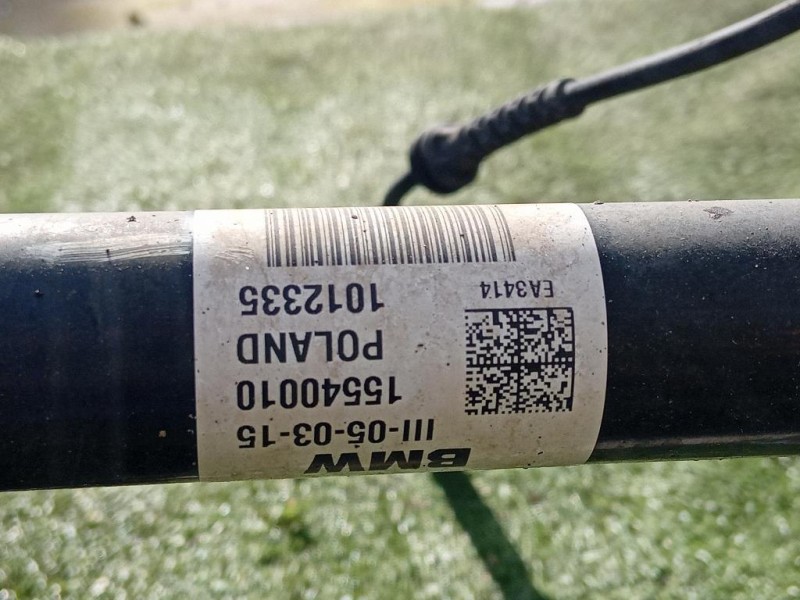 BMW
III-05-03-15
15540010
POLAND
1012335
EA3414